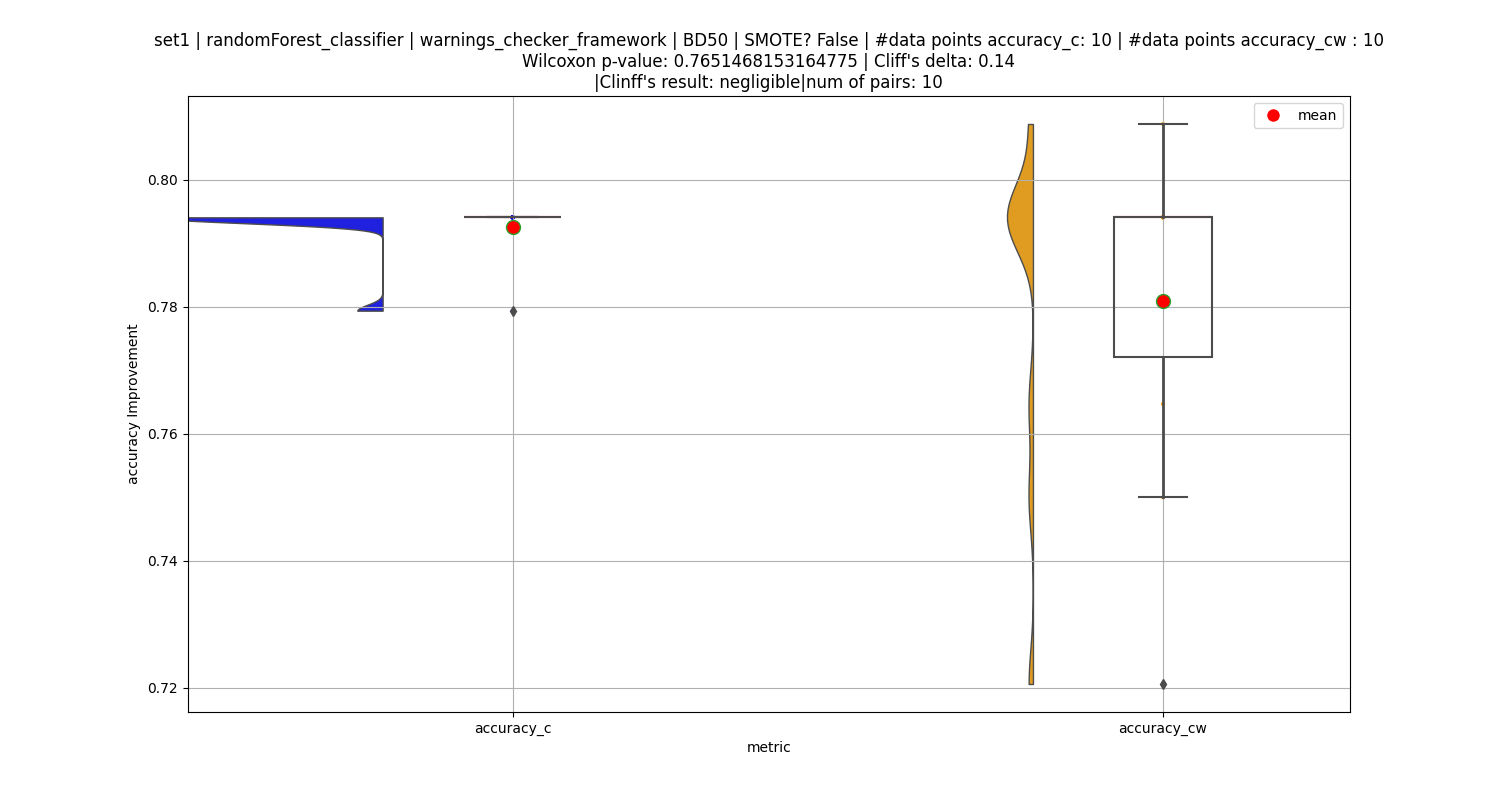 set1 | randomForest_classifier | warnings_checker_framework | BD50 | SMOTE? False | #data points accuracy_c: 10 | #data points accuracy_cw : 10
Wilcoxon p-value: 0.7651468153164775 | Cliff's delta: 0.14
|Clinff's result: negligible|num of pairs: 10
mean
0.80
0.78
0.76
0.74
0.72
accuracy Improvement
accuracy_c
accuracy_cw
metric